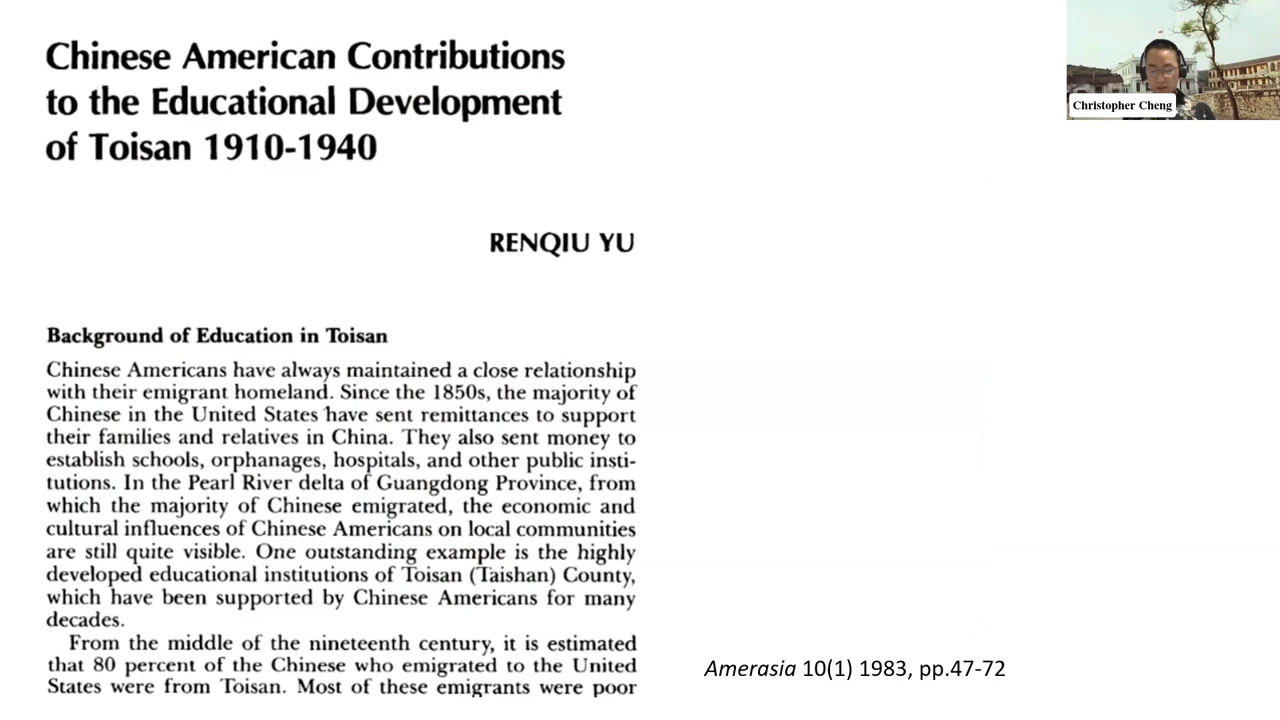 Chinese American Contributions
to the Educational Development
of Toisan 1910-1940
RENQIU YU
Background of Education in Toisan
Chinese Americans have always maintained a close relationship
with their emigrant homeland. Since the 1850s, the majority of
Chinese in the United States have sent remittances to support
their families and relatives in China. They also sent money to
establish schools, orphanages, hospitals, and other public insti-
tutions. In the Pearl River delta of Guangdong Province, from
which the majority of Chinese emigrated, the economic and
cultural influences of Chinese Americans on local communities
are still quite visible. One outstanding example is the highly
developed educational institutions of Toisan (Taishan) County,
which have been supported by Chinese Americans for many
decades.
From the middle of the nineteenth century, it is estimated
that 80 percent of the Chinese who emigrated to the United
States were from Toisan. Most of these emigrants were poor
Amerasia 10(1) 1983, pp.47-72
Christopher Cheng